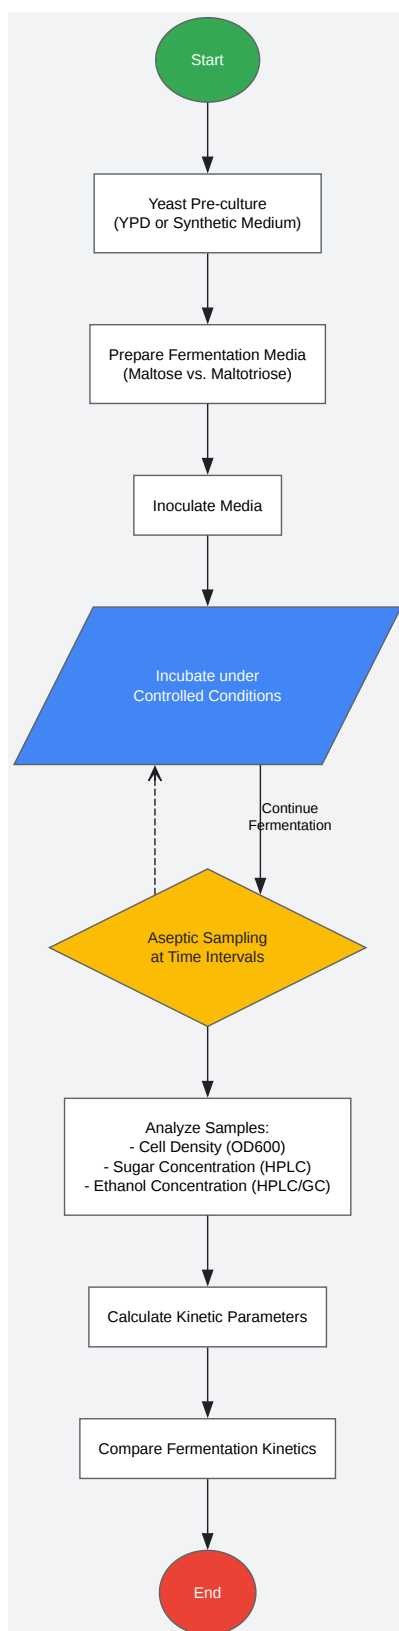 Start
Yeast Pre-culture
(YPD or Synthetic Medium)
Prepare Fermentation Media
(Maltose vs. Maltotriose)
Inoculate Media
Incubate under
Controlled Conditions
Continue
Fermentation
Aseptic Sampling
at Time Intervals
Analyze Samples:
- Cell Density (OD600)
- Sugar Concentration (HPLC)
- Ethanol Concentration (HPLC/GC)
Calculate Kinetic Parameters
Compare Fermentation Kinetics
End